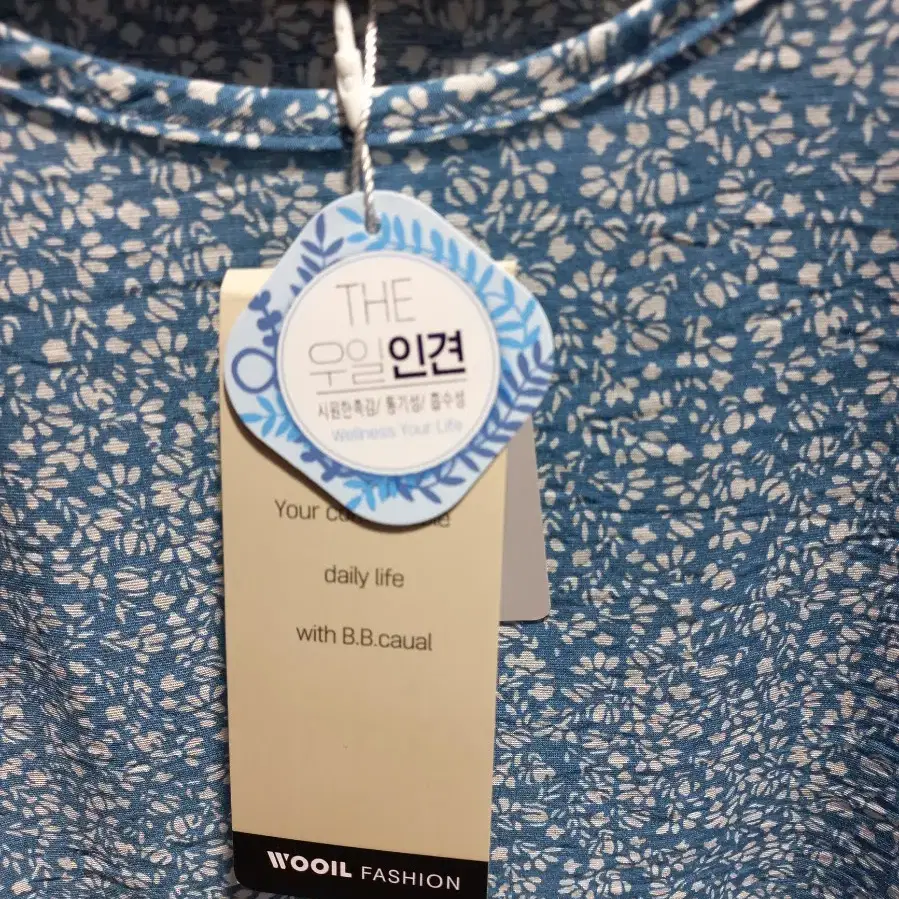 THE
우일인견
시원한촉감/ 통기성/ 흡수성
Wellness Your Life
Your
daily life
with B.B.caual
WOOIL FASHION